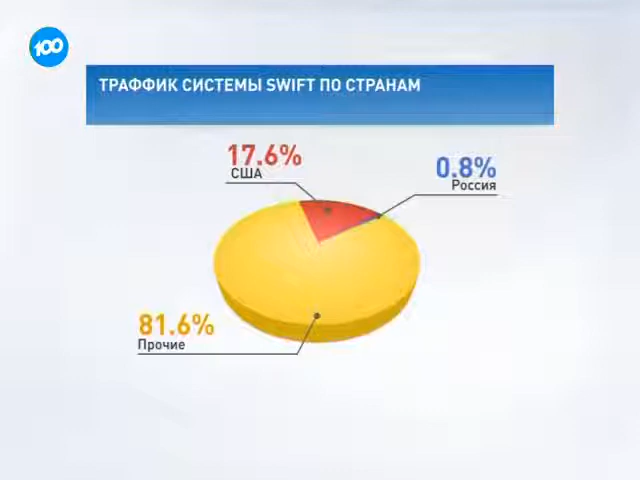 100
ТРАФФИК СИСТЕМЫ SWIFT ПО СТРАНАМ
17.6%
США
0.8%
Россия
81.6%
Прочие